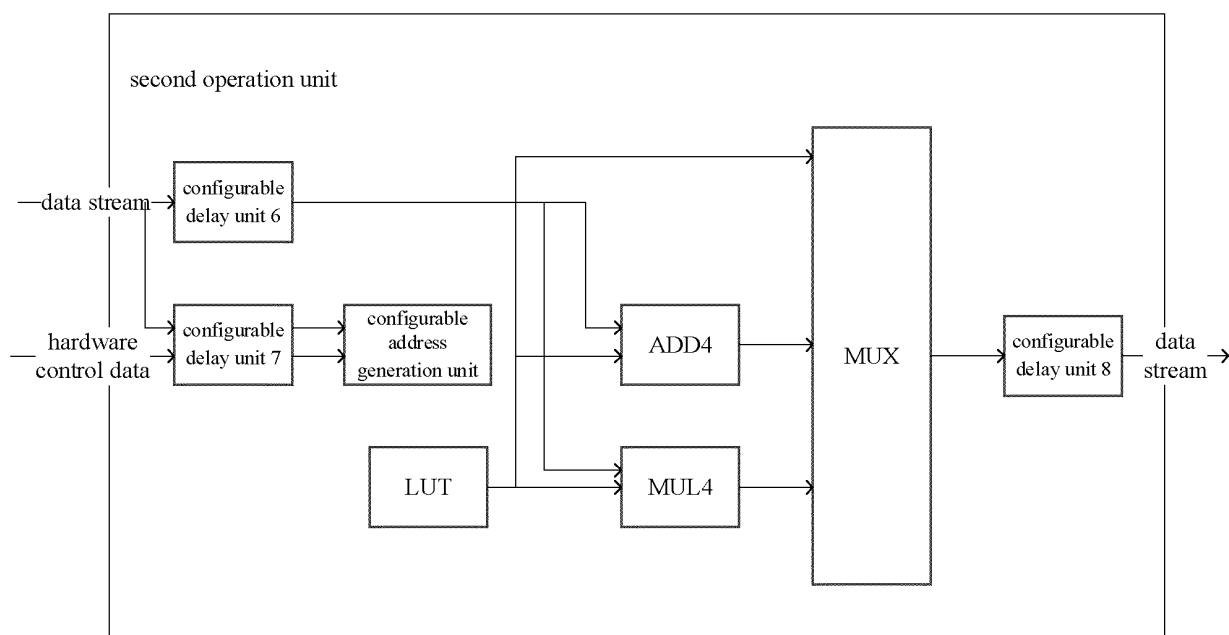 second operation unit
data stream
configurable
delay unit 6
hardware
control data
configurable
delay unit 7
configurable
address
generation unit
LUT
ADD4
MUL4
MUX
configurable
delay unit 8
data
stream